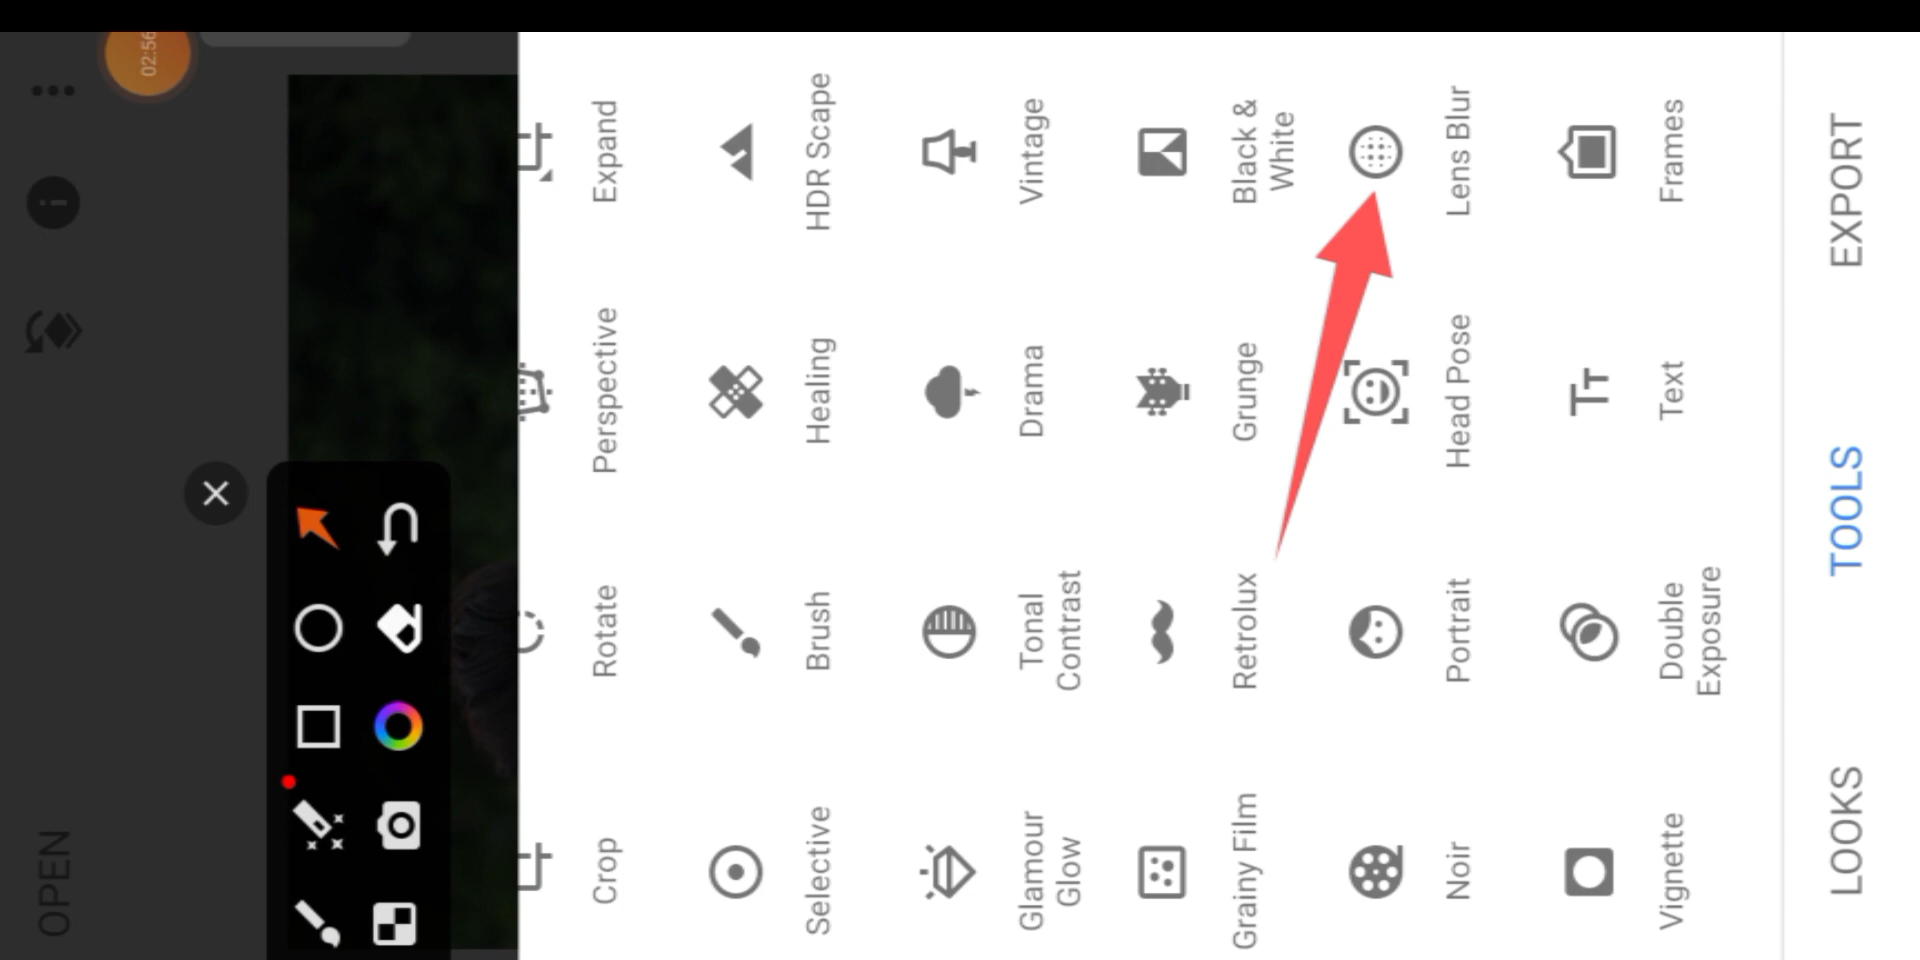 02:56
OPEN
Crop
Rotate
Perspective
Expand
Selective
Brush
Healing
HDR Scape
Glamour
Glow
Tonal
Contrast
Drama
Vintage
Grainy Film
Retrolux
Grunge
Black &
White
Noir
Portrait
Head Pose
Lens Blur
Vignette
Double
Exposure
Text
Frames
LOOKS
TOOLS
EXPORT